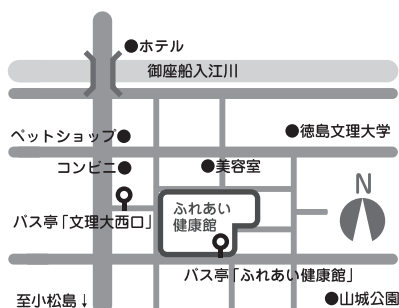 ●ホテル
御座船入江川
ペットショップ●
●徳島文理大学
コンビニ●
●美容室
N
ふれあい
健康館
バス亭「文理大西口」
バス亭「ふれあい健康館」
至小松島↓
●山城公園